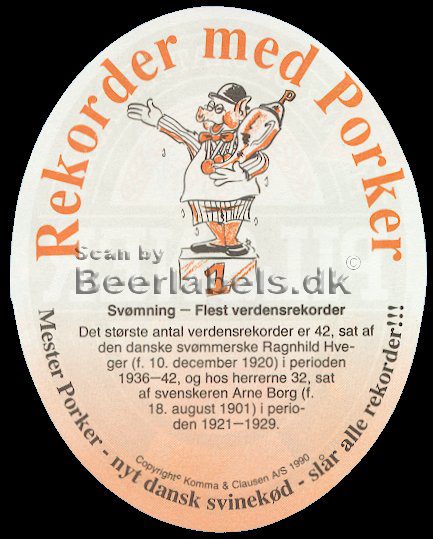 Rekorder med Porker
P
Scan by
Beerlabels.dk©
1
Svømning – Flest verdensrekorder
Det største antal verdensrekorder er 42, sat af
den danske svømmerske Ragnhild Hve-
ger (f. 10. december 1920) i perioden
1936–42, og hos herrerne 32, sat
af svenskeren Arne Borg (f.
18. august 1901) i perio-
den 1921–1929.
Copyright© Komma & Clausen A/S 1990
Mester Porker - nyt dansk svinekød - slår alle rekorder!!!